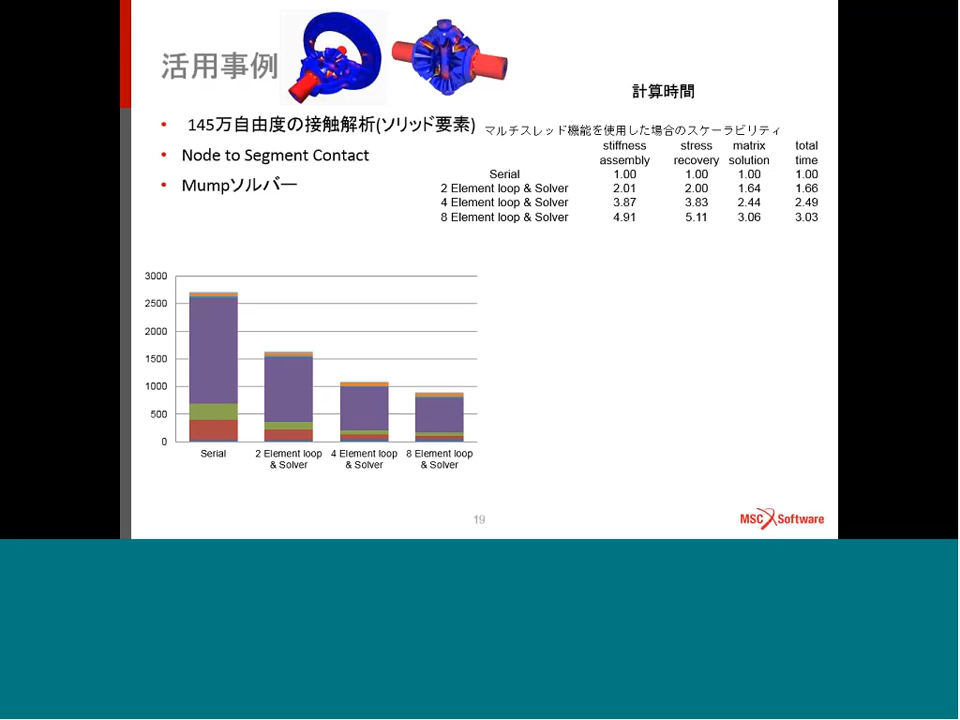 活用事例
計算時間
• 145万自由度の接触解析(ソリッド要素)
• Node to Segment Contact
• Mumpソルバー
マルチスレッド機能を使用した場合のスケーラビリティ
stiffness assembly stress recovery matrix solution total time
Serial 1.00 1.00 1.00 1.00
2 Element loop & Solver 2.01 2.00 1.64 1.66
4 Element loop & Solver 3.87 3.83 2.44 2.49
8 Element loop & Solver 4.91 5.11 3.06 3.03
3000
2500
2000
1500
1000
500
0
Serial 2 Element loop & Solver 4 Element loop & Solver 8 Element loop & Solver
19
MSC Software